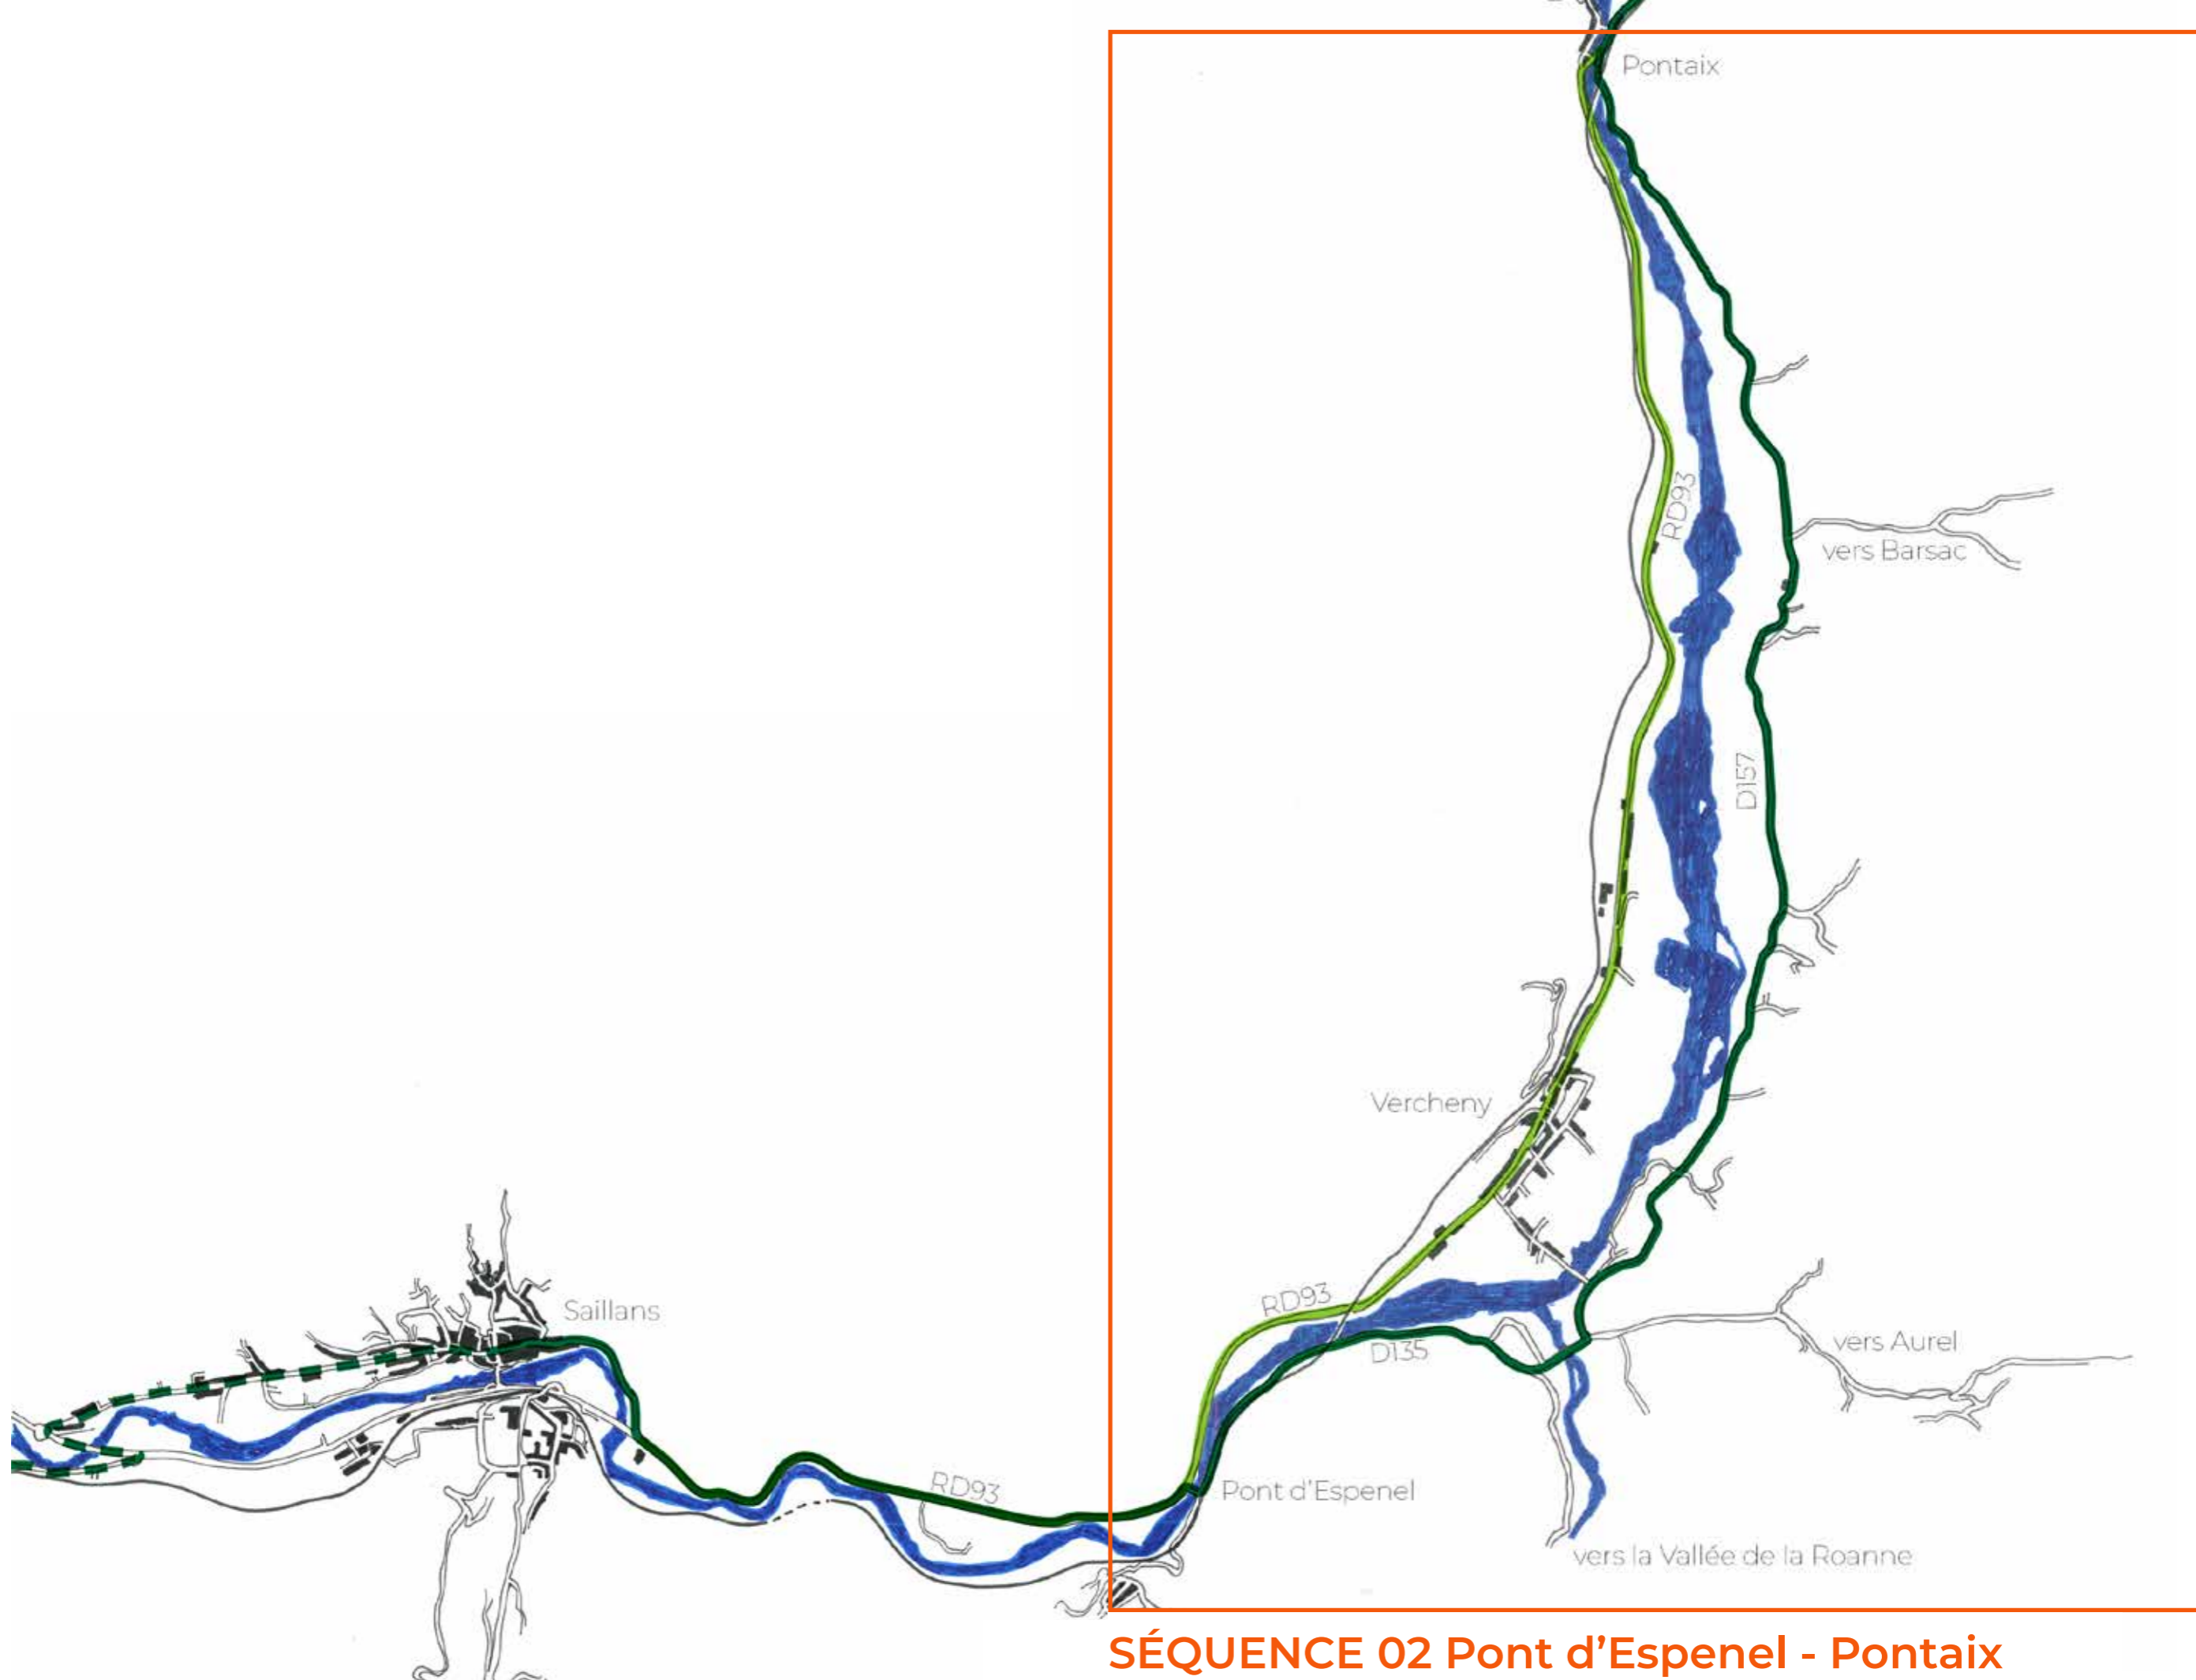 Pontaix
RD93
vers Barsac
D157
Vercheny
RD93
Saillans
D135
vers Aurel
RD93
Pont d'Espenel
vers la Vallée de la Roanne
SÉQUENCE 02 Pont d'Espenel - Pontaix